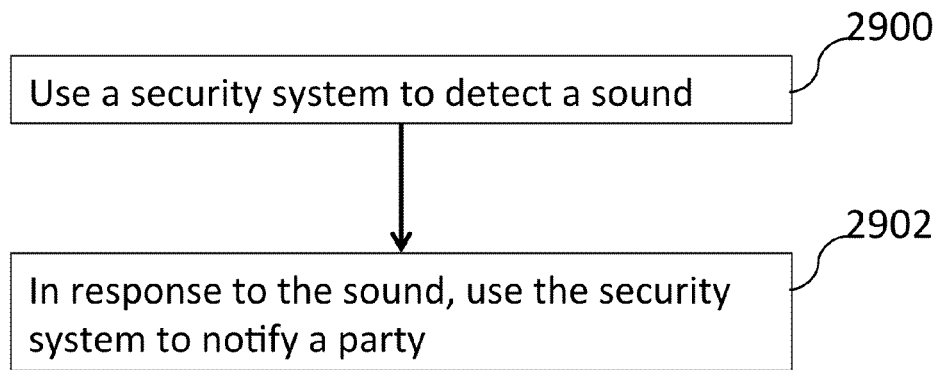 2900
Use a security system to detect a sound
2902
In response to the sound, use the security
system to notify a party